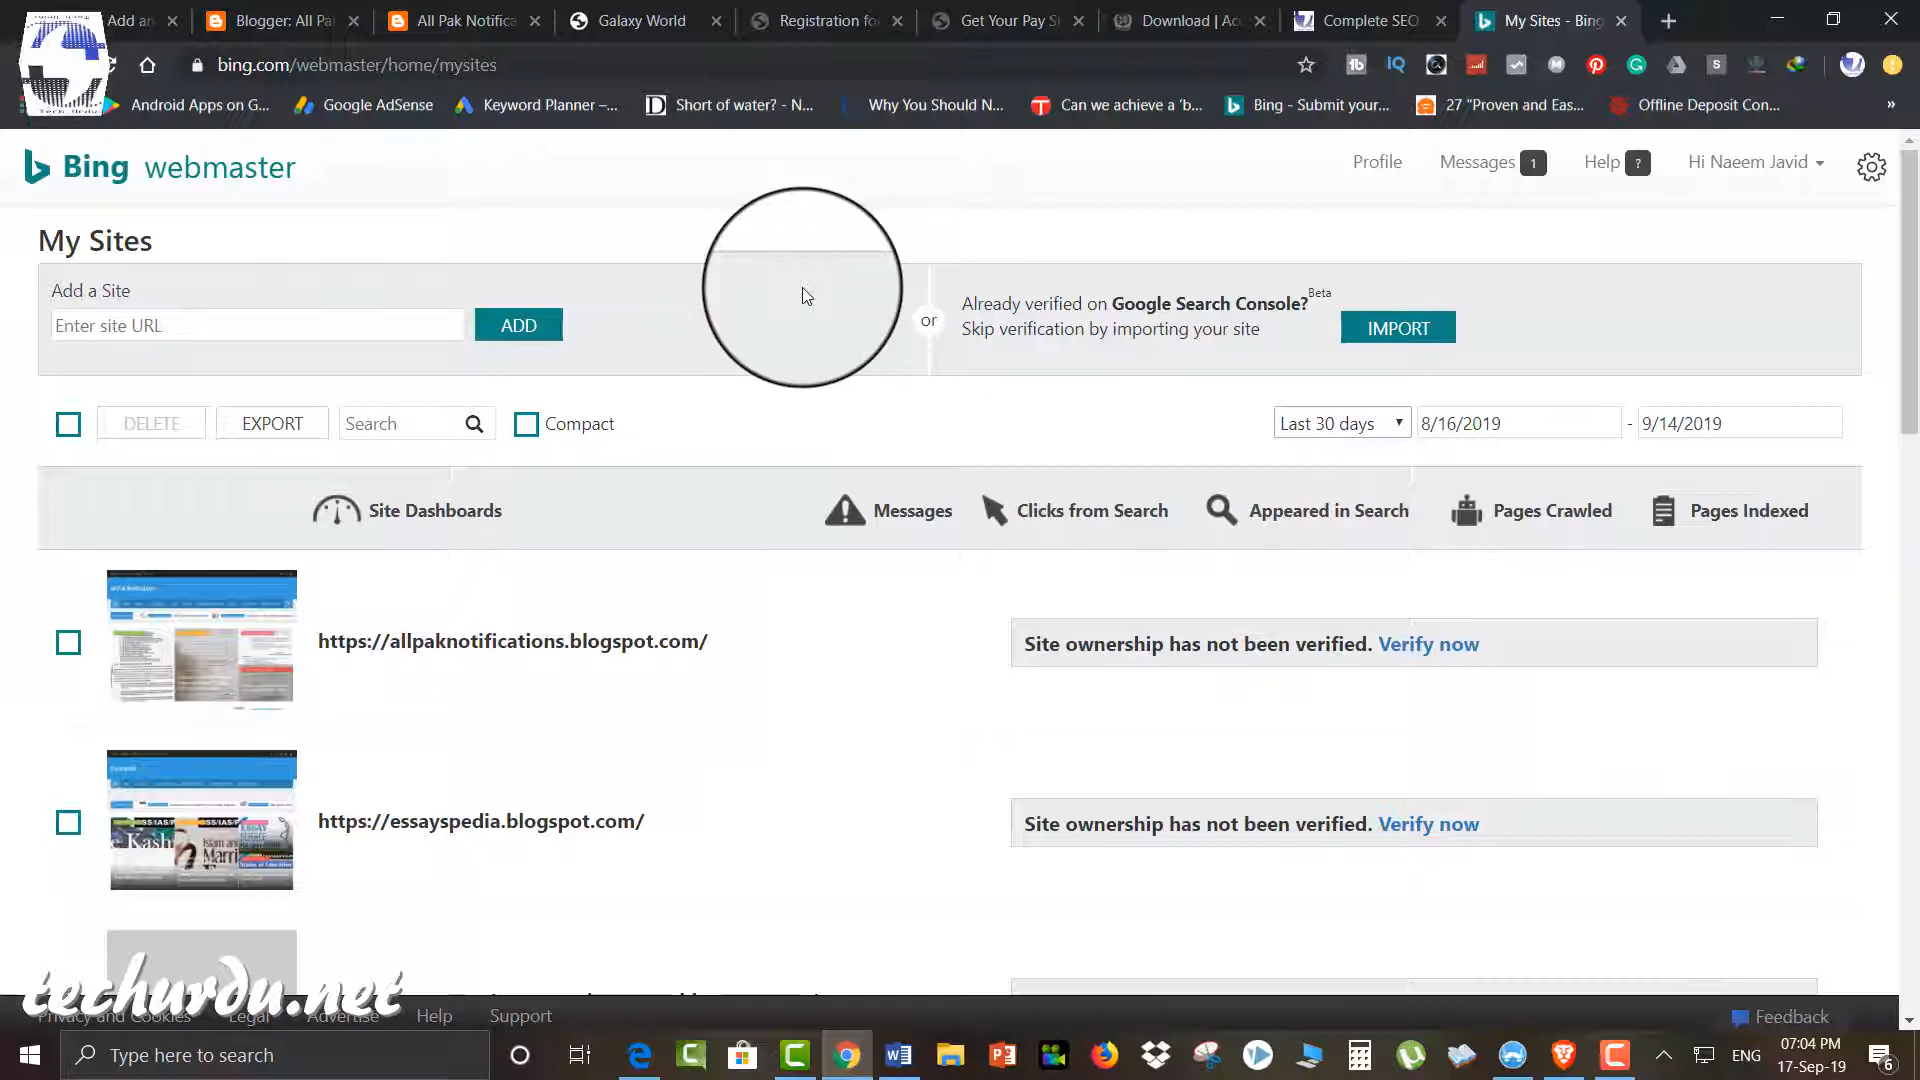 Add an
Blogger: All Pa
All Pak Notifica
Galaxy World
Registration fo
Get Your Pay S
Download | Ac
Complete SEO
My Sites - Bing
bing.com/webmaster/home/mysites
Android Apps on G...
Google AdSense
Keyword Planner –...
Short of water? - N...
Why You Should N...
Can we achieve a 'b...
Bing - Submit your...
27 "Proven and Eas...
Offline Deposit Con...
»
Bing webmaster
Profile
Messages 1
Help ?
Hi Naeem Javid
My Sites
Add a Site
Enter site URL
ADD
or
Already verified on Google Search Console? Beta
Skip verification by importing your site
IMPORT
DELETE
EXPORT
Search
Compact
Last 30 days
8/16/2019 - 9/14/2019
Site Dashboards
Messages
Clicks from Search
Appeared in Search
Pages Crawled
Pages Indexed
https://allpaknotifications.blogspot.com/
Site ownership has not been verified. Verify now
https://essayspedia.blogspot.com/
Site ownership has not been verified. Verify now
techurdu.net
Privacy and Cookies
Legal
Advertise
Help
Support
Feedback
Type here to search
ENG
07:04 PM
17-Sep-19
6